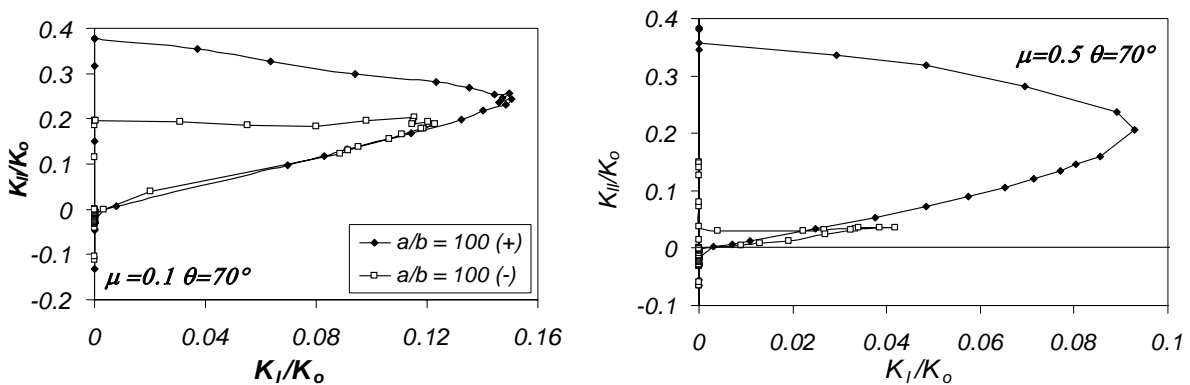 0.4
0.3
0.2
0.1
0
-0.1
-0.2
K_II/K_o
0 0.04 0.08 0.12 0.16
K_I/K_o
μ=0.1 θ=70°
a/b = 100 (+)
a/b = 100 (-)
0.4
0.3
0.2
0.1
0
-0.1
K_II/K_o
0 0.02 0.04 0.06 0.08 0.1
K_I/K_o
μ=0.5 θ=70°